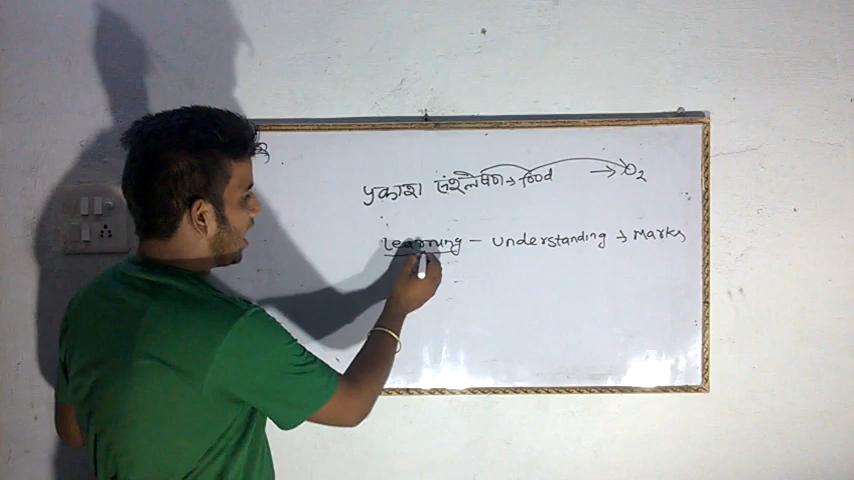 प्रकाश संश्लेषण → food → O2
Learning - Understanding → Marks